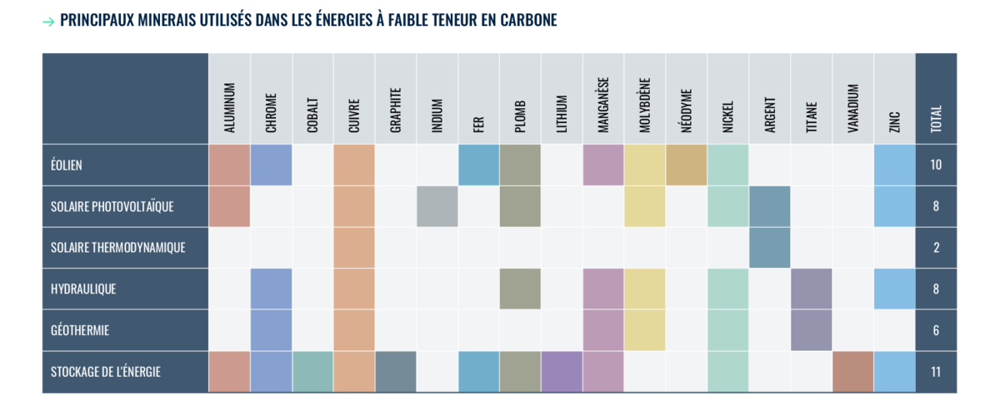 → PRINCIPAUX MINERAIS UTILISÉS DANS LES ÉNERGIES À FAIBLE TENEUR EN CARBONE
ALUMINUM CHROME COBALT CUIVRE GRAPHITE INDIUM FER PLOMB LITHIUM MANGANÈSE MOLYBDÈNE NÉODYME NICKEL ARGENT TITANE VANADIUM ZINC TOTAL
ÉOLIEN 10
SOLAIRE PHOTOVOLTAÏQUE 8
SOLAIRE THERMODYNAMIQUE 2
HYDRAULIQUE 8
GÉOTHERMIE 6
STOCKAGE DE L'ÉNERGIE 11